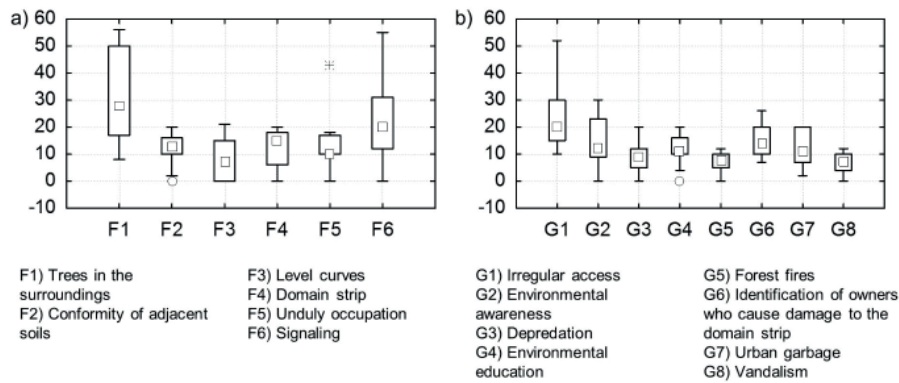 a) 60
50
40
30
20
10
0
-10
F1 F2 F3 F4 F5 F6
F1) Trees in the
surroundings
F2) Conformity of adjacent
soils
F3) Level curves
F4) Domain strip
F5) Unduly occupation
F6) Signaling
b) 60
50
40
30
20
10
0
-10
G1 G2 G3 G4 G5 G6 G7 G8
G1) Irregular access
G2) Environmental
awareness
G3) Depredation
G4) Environmental
education
G5) Forest fires
G6) Identification of owners
who cause damage to the
domain strip
G7) Urban garbage
G8) Vandalism